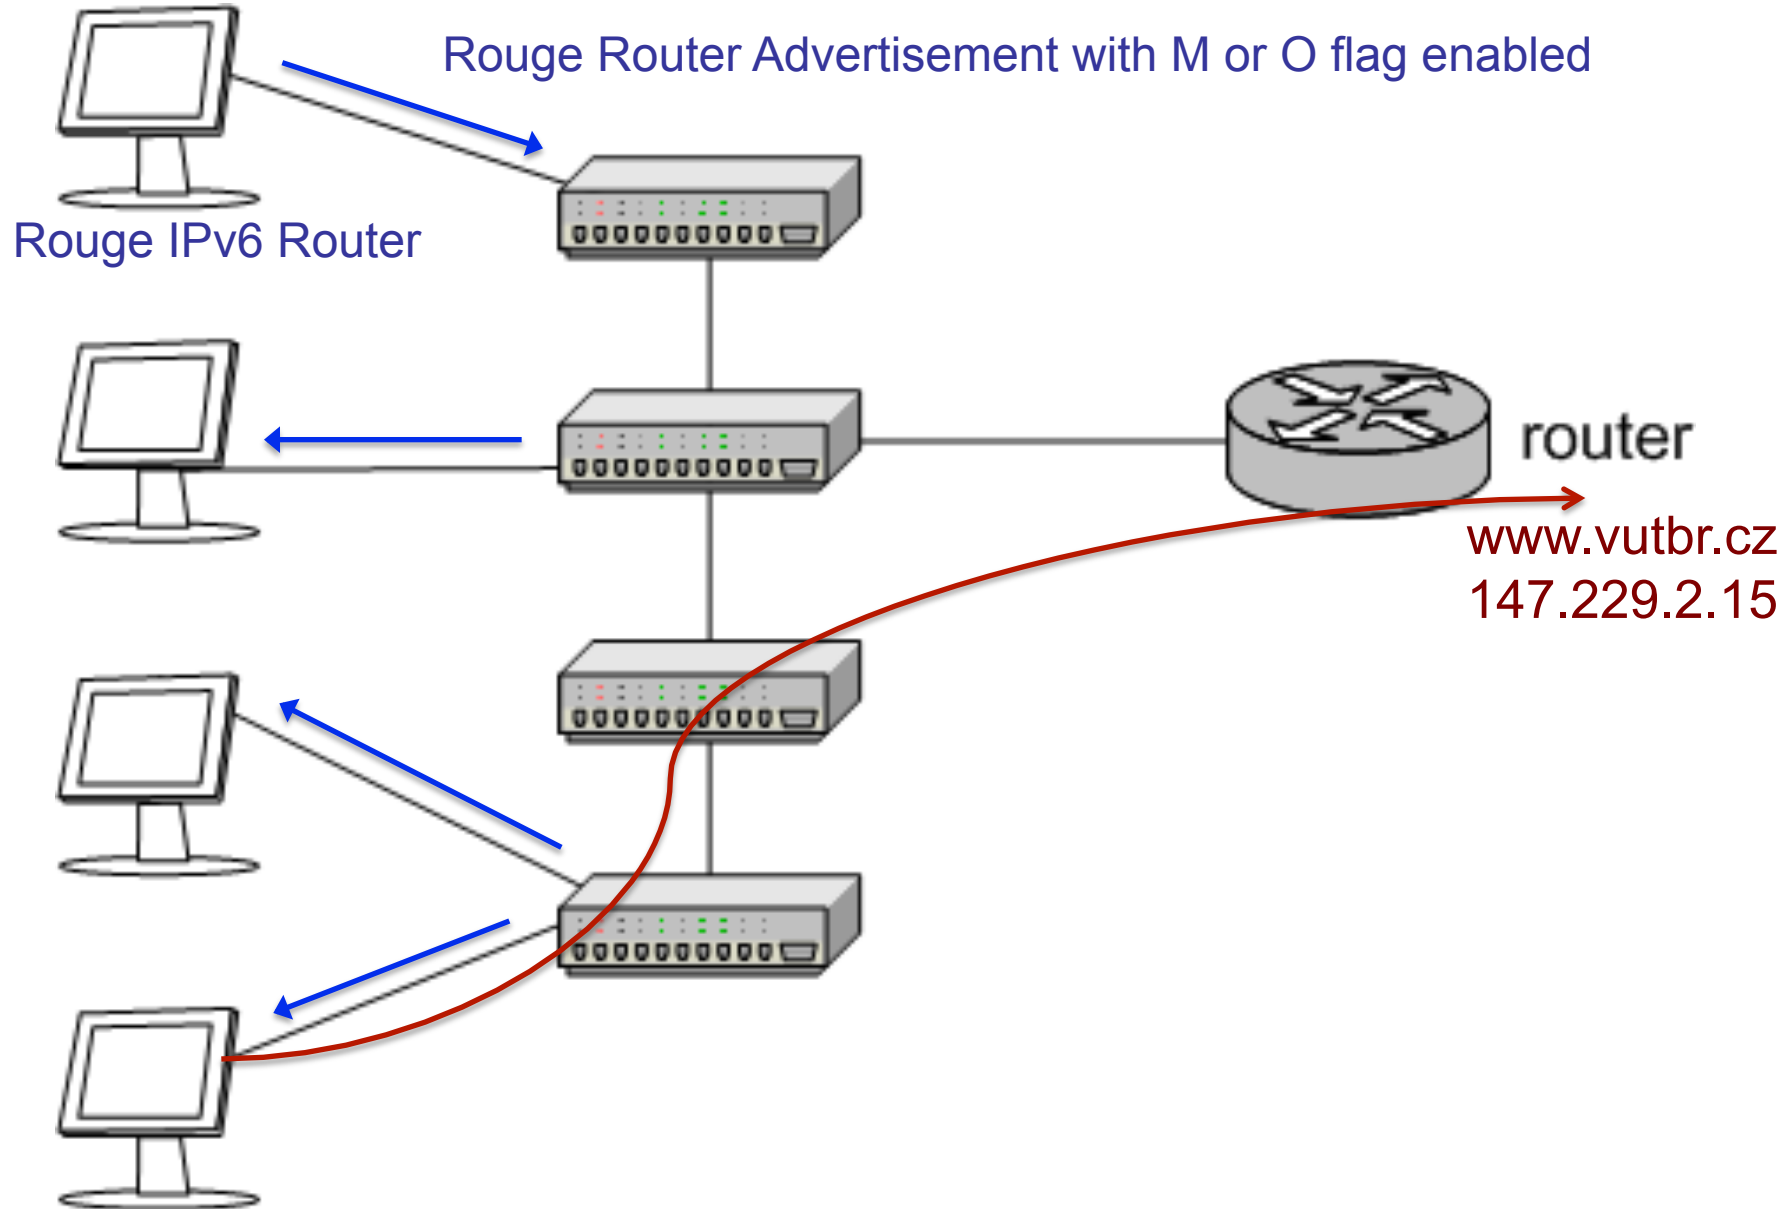 Rouge Router Advertisement with M or O flag enabled
Rouge IPv6 Router
router
www.vutbr.cz
147.229.2.15